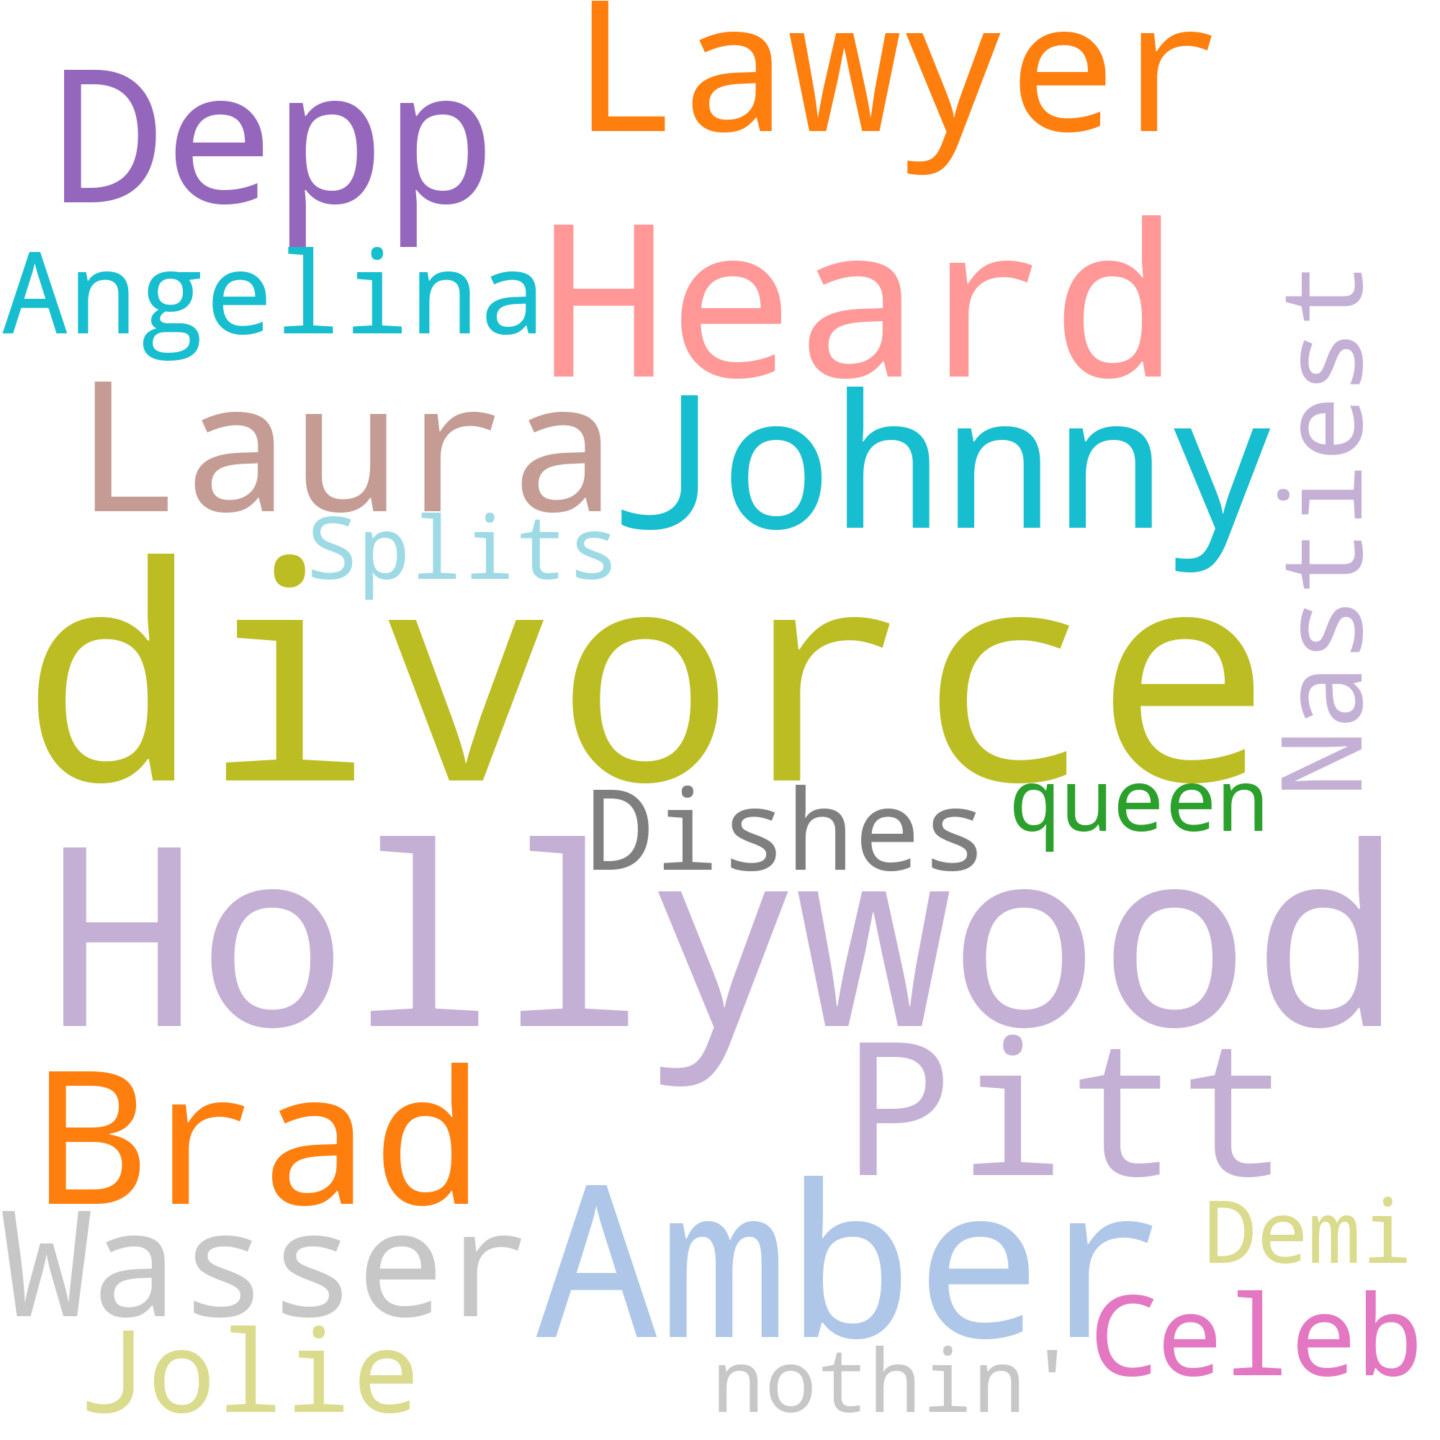 Lawyer
Depp
Heard
Angelina
Nastiest
Laura
Johnny
Splits
divorce
queen
Dishes
Hollywood
Pitt
Brad
Amber
Demi
Wasser
Celeb
Jolie
nothin'